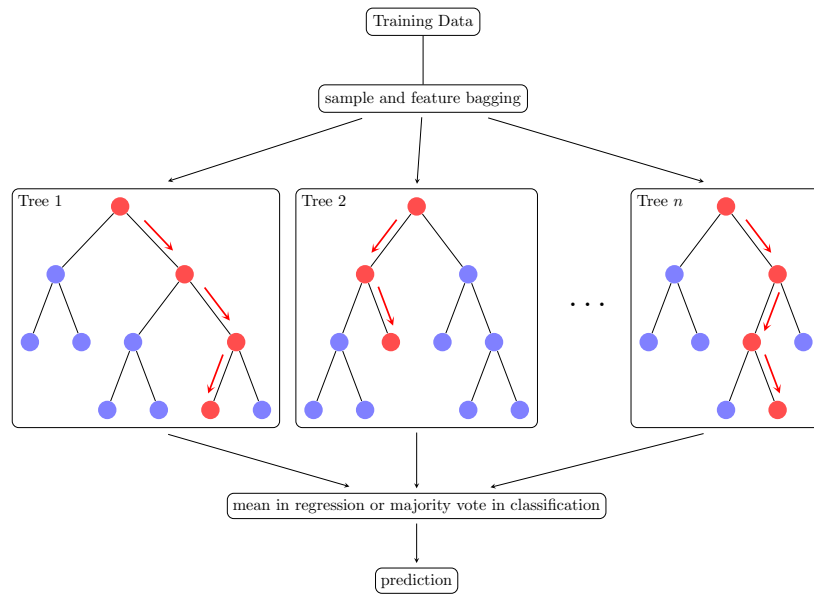 Training Data
sample and feature bagging
Tree 1
Tree 2
Tree n
...
mean in regression or majority vote in classification
prediction